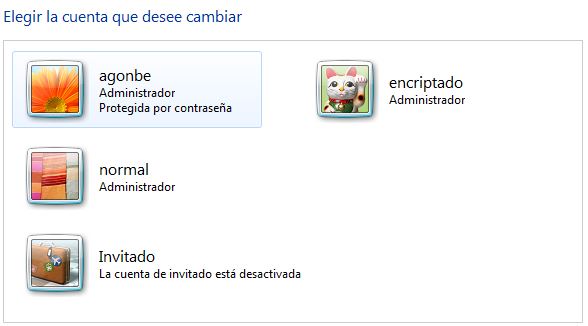 Elegir la cuenta que desee cambiar
agonbe
Administrador
Protegida por contraseña
encriptado
Administrador
normal
Administrador
Invitado
La cuenta de invitado está desactivada